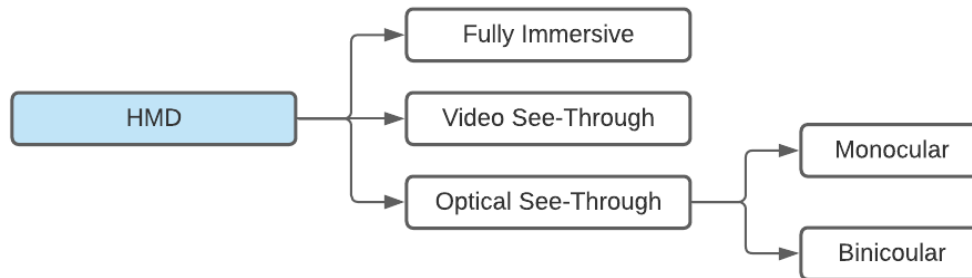 HMD
Fully Immersive
Video See-Through
Optical See-Through
Monocular
Binicoular